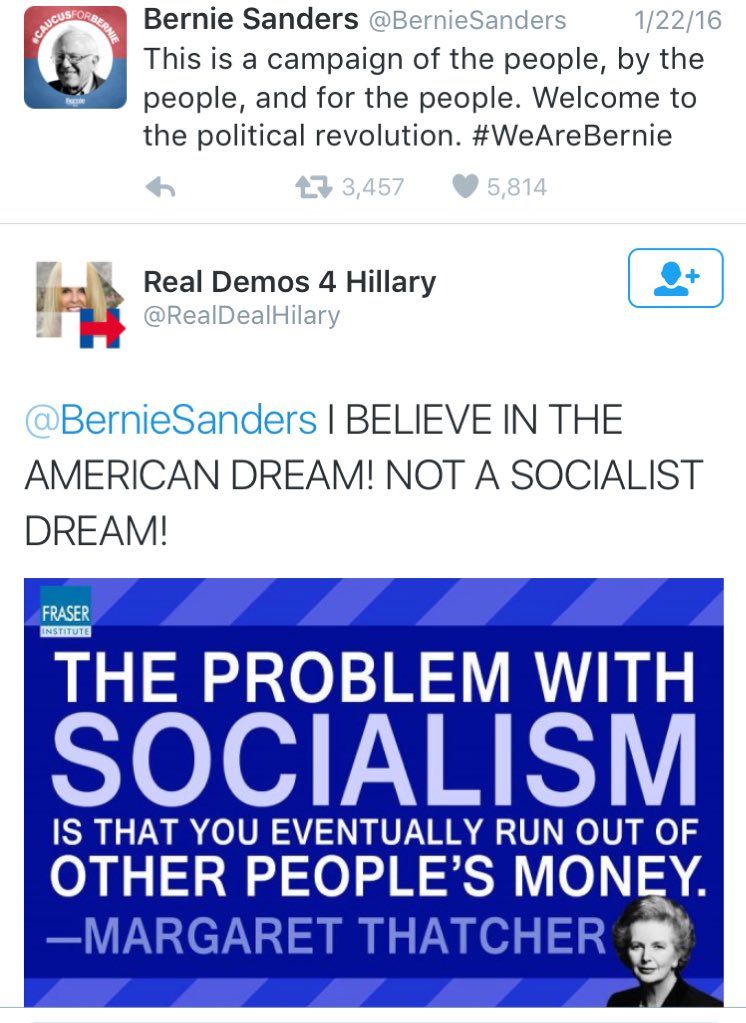 #CAUCUSFORBERNIE
Bernie
Bernie Sanders @BernieSanders 1/22/16
This is a campaign of the people, by the
people, and for the people. Welcome to
the political revolution. #WeAreBernie
3,457 5,814
Real Demos 4 Hillary
@RealDealHilary
@BernieSanders I BELIEVE IN THE
AMERICAN DREAM! NOT A SOCIALIST
DREAM!
FRASER
INSTITUTE
THE PROBLEM WITH
SOCIALISM
IS THAT YOU EVENTUALLY RUN OUT OF
OTHER PEOPLE'S MONEY.
—MARGARET THATCHER